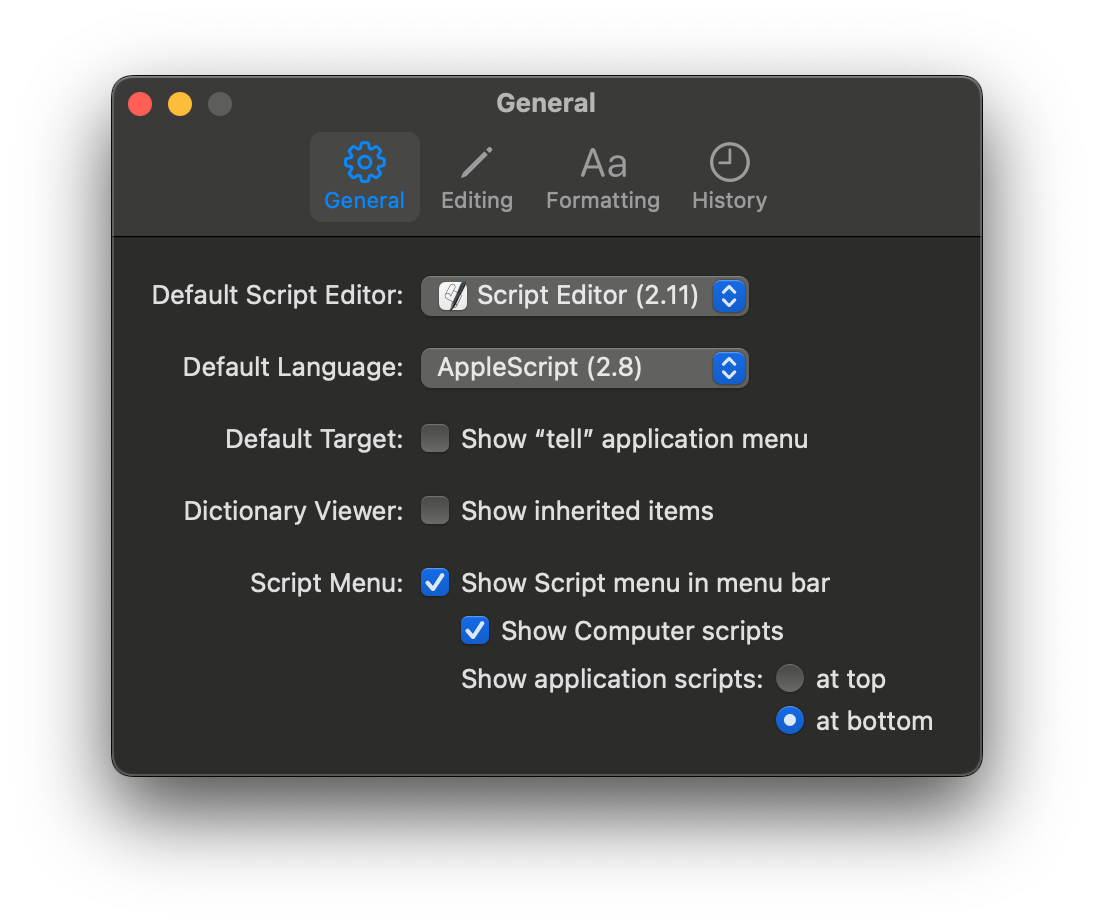 General
General Editing Formatting History
Default Script Editor: Script Editor (2.11)
Default Language: AppleScript (2.8)
Default Target: Show “tell” application menu
Dictionary Viewer: Show inherited items
Script Menu: Show Script menu in menu bar
Show Computer scripts
Show application scripts: at top
at bottom